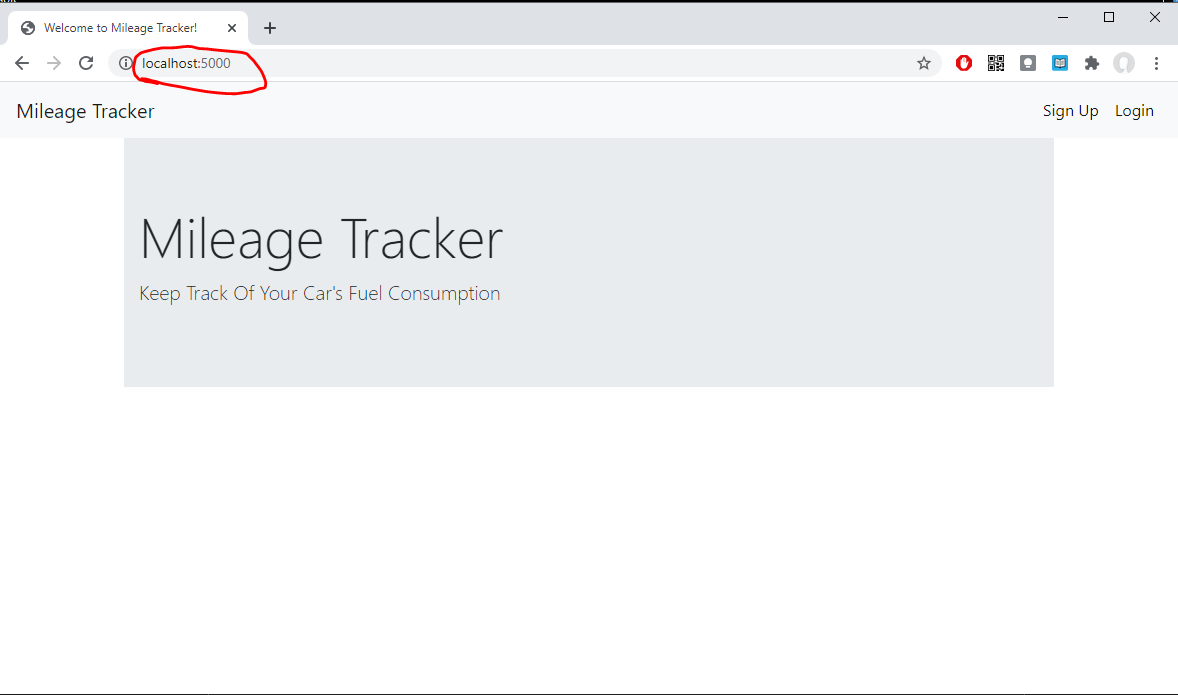 Welcome to Mileage Tracker!
localhost:5000
Mileage Tracker
Sign Up Login
Mileage Tracker
Keep Track Of Your Car's Fuel Consumption